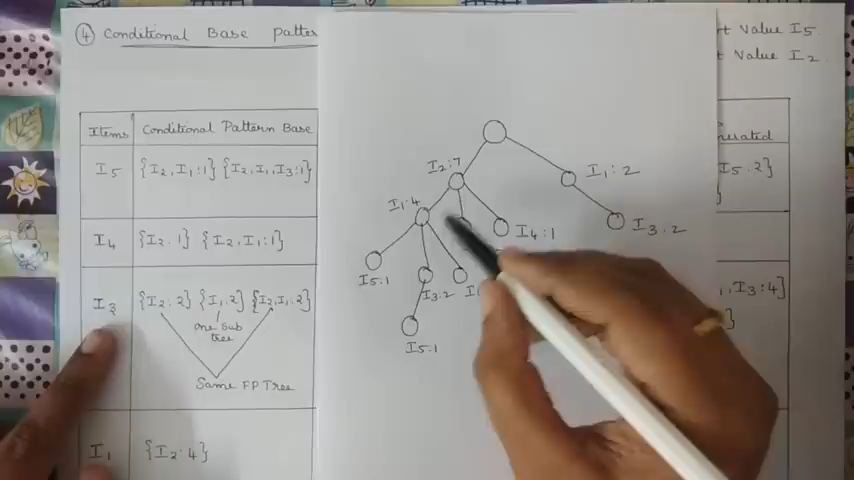 ④ Conditional Base Patter
rt Value I5.
t Value I2.
Items
Conditional Pattern Base
nerated
I5
{I2, I1:1} {I2, I1, I3:1}
I5:2}
}
I4
{I2:1} {I2, I1:1}
I3
{I2:2} {I1:2} {I2, I1:2}
one sub
tree
Same FP Tree
, I3:4}
}
I1
{I2:4}
I2:7
I1:2
I1:4
I4:1
I3:2
I5:1
I3:2
I5:1